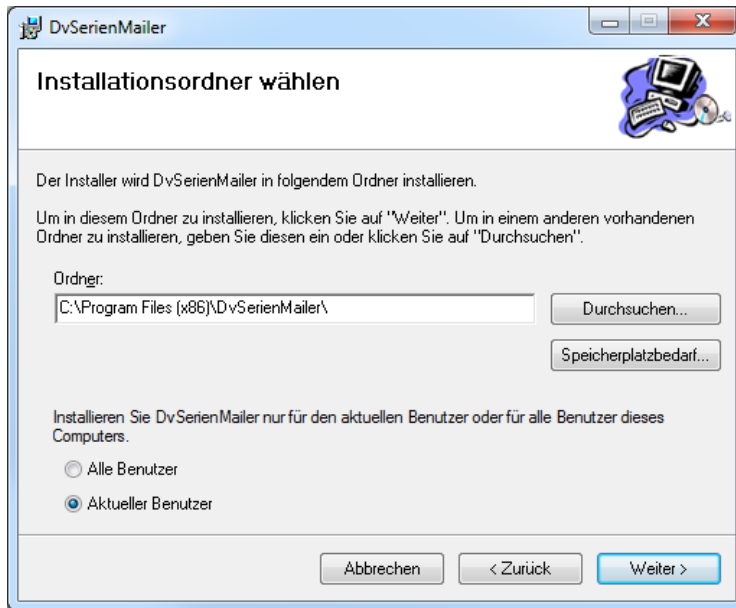 DvSerienMailer
Installationsordner wählen
Der Installer wird DvSerienMailer in folgendem Ordner installieren.
Um in diesem Ordner zu installieren, klicken Sie auf "Weiter". Um in einem anderen vorhandenen
Ordner zu installieren, geben Sie diesen ein oder klicken Sie auf "Durchsuchen".
Ordner:
C:\Program Files (x86)\DvSerienMailer\
Durchsuchen...
Speicherplatzbedarf...
Installieren Sie DvSerienMailer nur für den aktuellen Benutzer oder für alle Benutzer dieses
Computers.
Alle Benutzer
Aktueller Benutzer
Abbrechen
< Zurück
Weiter >